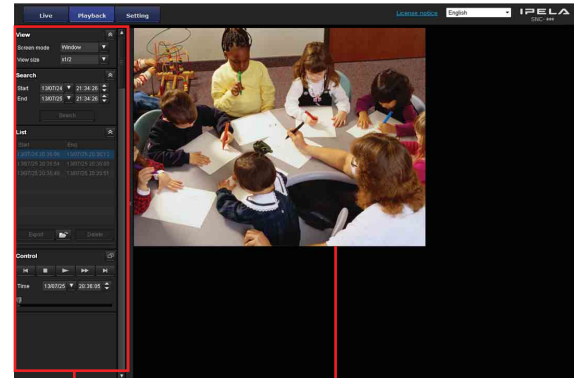 Live Playback Setting License notice English IPELA
SNC- ***
View
Screen mode Window
View size x1/2
Search
Start 13/07/24 21:34:26
End 13/07/24 21:34:26
Search
List
Start End
Export Delete
Control
Time 13/07/25 20:36:05